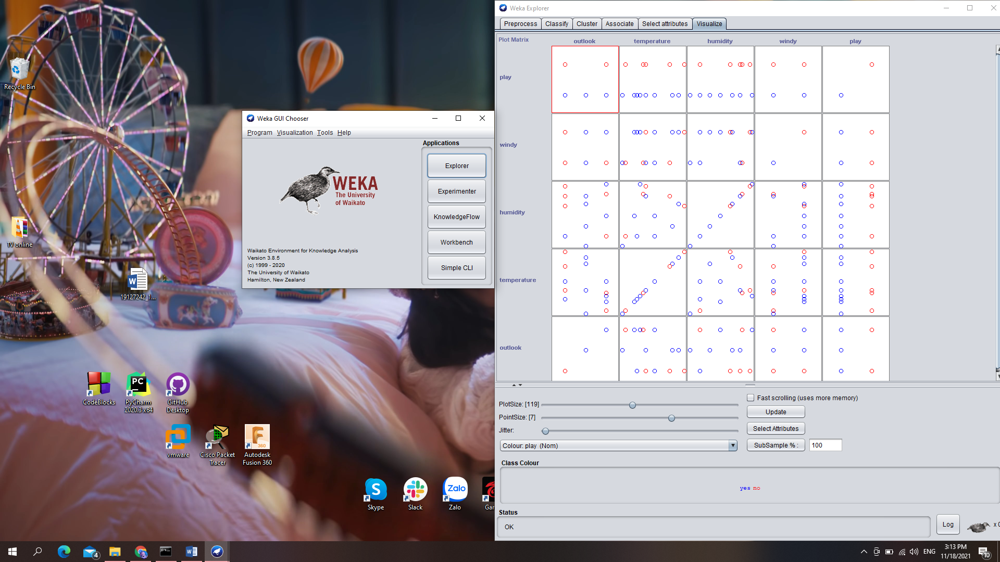 Recycle Bin
TV online
19127242_1...
CodeBlocks
PC
PyCharm
2020.3 x64
GitHub
Desktop
vmware
Cisco Packet
Tracer
360
Autodesk
Fusion 360
Skype
Slack
Zalo
Zalo
Gar
Weka GUI Chooser
Program Visualization Tools Help
Applications
Explorer
Experimenter
KnowledgeFlow
Workbench
Simple CLI
WEKA
The University
of Waikato
Waikato Environment for Knowledge Analysis
Version 3.8.5
(c) 1999 - 2020
The University of Waikato
Hamilton, New Zealand
Weka Explorer
Preprocess Classify Cluster Associate Select attributes Visualize
Plot Matrix
outlook temperature humidity windy play
play
windy
humidity
temperature
outlook
PlotSize: [119]
PointSize: [7]
Jitter:
Colour: play (Nom)
Fast scrolling (uses more memory)
Update
Select Attributes
SubSample % : 100
Class Colour
yes no
Status
OK
Log
x 0
4
ENG
3:13 PM
11/18/2021
10